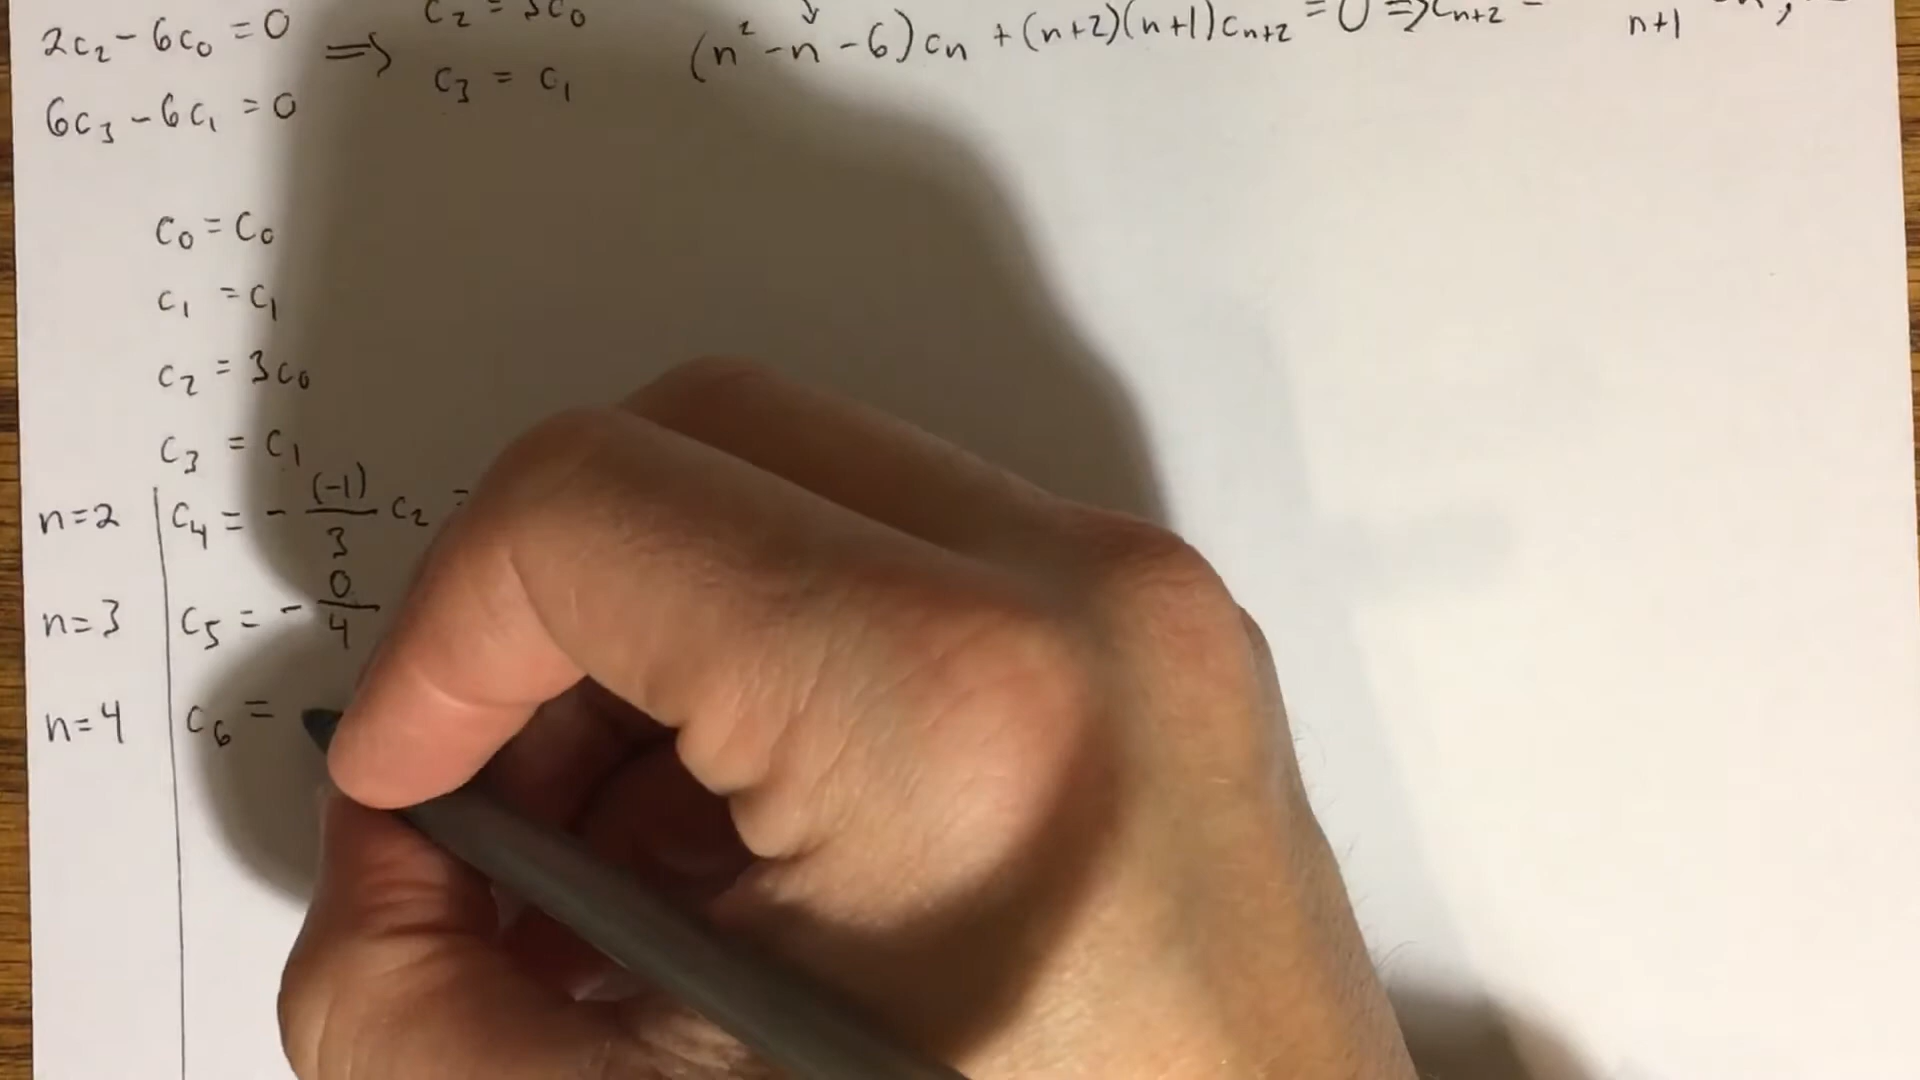 2c₂ - 6c₀ = 0 ⇒ c₂ = 3c₀
6c₃ - 6c₁ = 0 c₃ = c₁
(n² - n - 6)cₙ + (n+2)(n+1)cₙ₊₂ = 0 ⇒ cₙ₊₂ = n+1
c₀ = c₀
c₁ = c₁
c₂ = 3c₀
c₃ = c₁
n=2 c₄ = - (-1)/3 c₂ =
n=3 c₅ = - 0/4
n=4 c₆ =